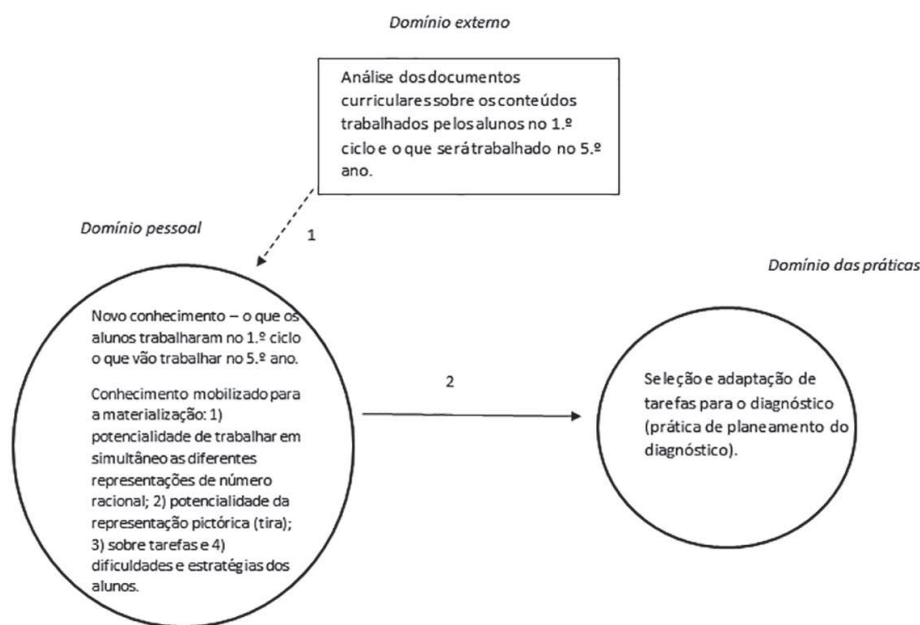 Domínio externo
Análise dos documentos
curriculares sobre os conteúdos
trabalhados pelos alunos no 1.º
ciclo e o que será trabalhado no 5.º
ano.
Domínio pessoal
1
Domínio das práticas
Novo conhecimento – o que os
alunos trabalharam no 1.º ciclo
o que vão trabalhar no 5.º ano.
Conhecimento mobilizado para
a materialização: 1)
potencialidade de trabalhar em
simultâneo as diferentes
representações de número
racional; 2) potencialidade da
representação pictórica (tira);
3) sobre tarefas e 4)
dificuldades e estratégias dos
alunos.
2
Seleção e adaptação de
tarefas para o diagnóstico
(prática de planeamento do
diagnóstico).